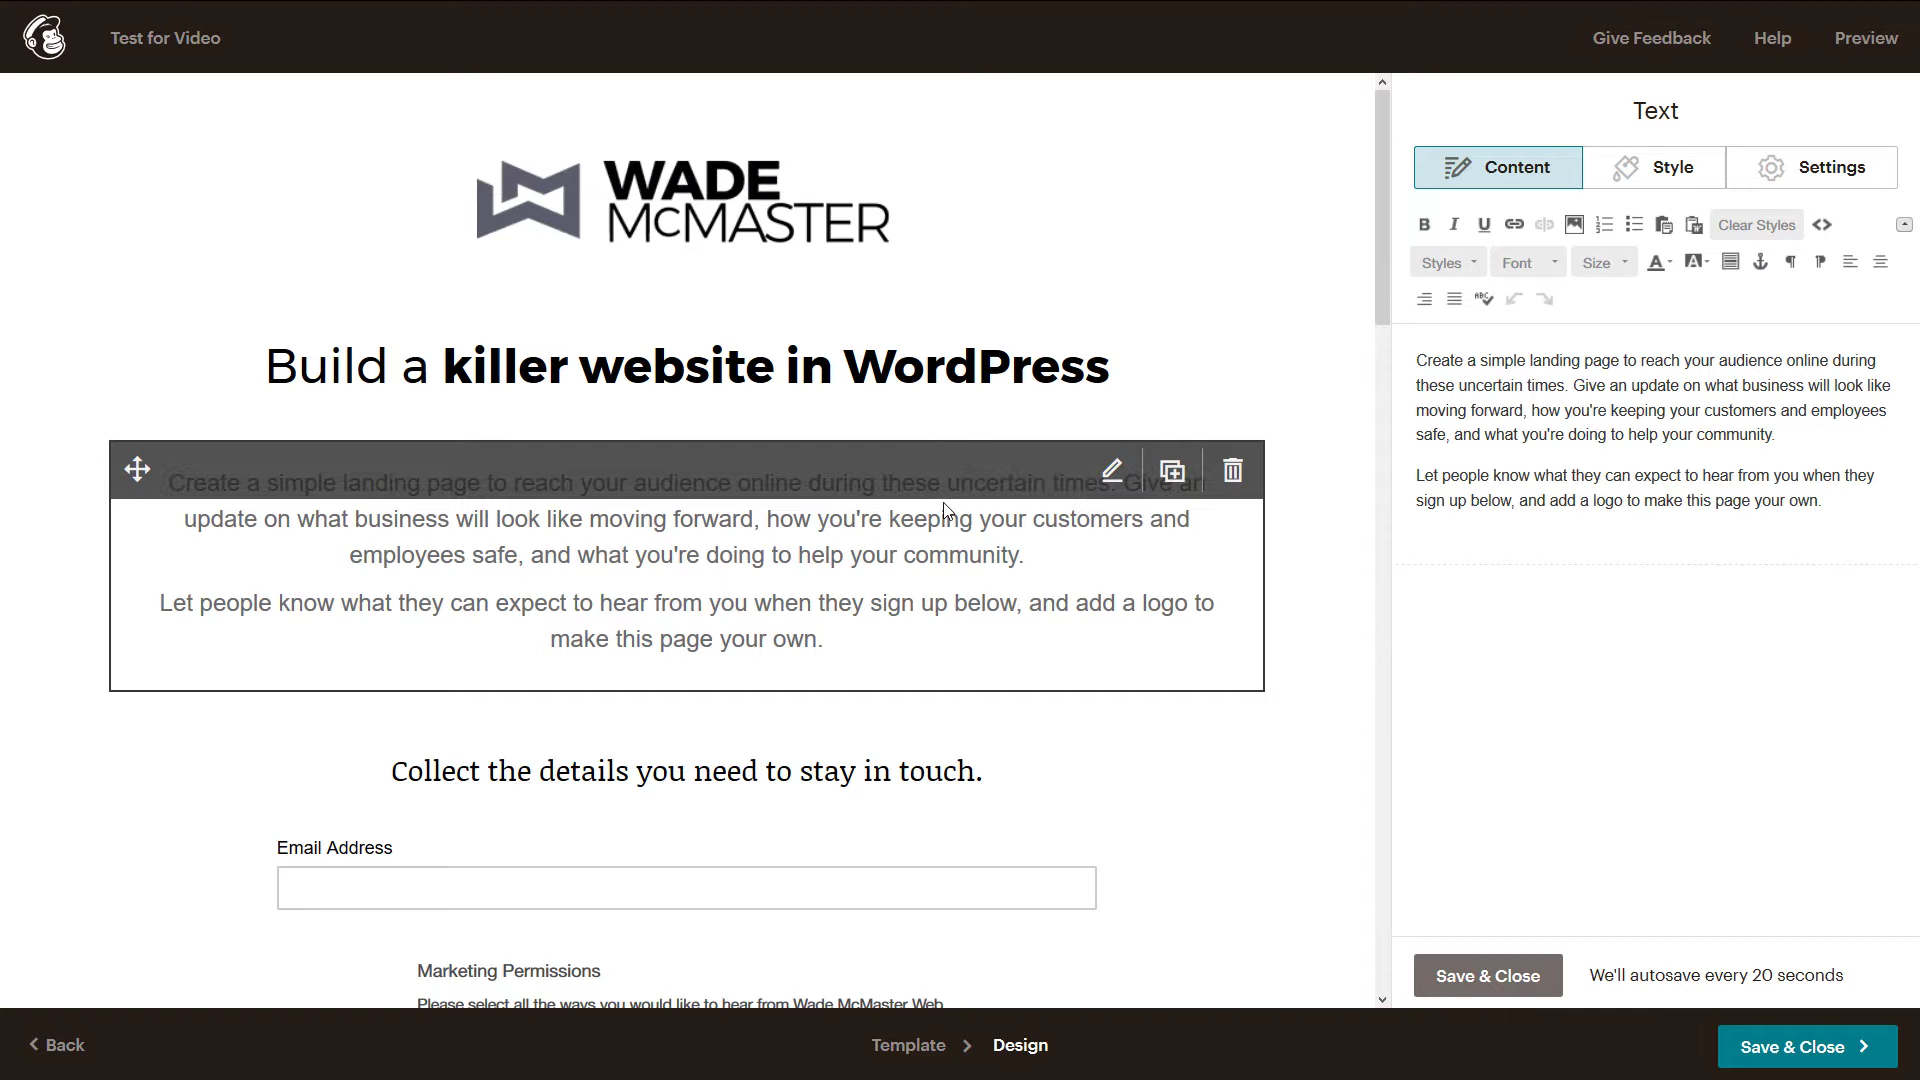 Test for Video
Give Feedback
Help
Preview
WADE
McMASTER
Build a killer website in WordPress
Create a simple landing page to reach your audience online during these uncertain times. Give an
update on what business will look like moving forward, how you're keeping your customers and
employees safe, and what you're doing to help your community.
Let people know what they can expect to hear from you when they sign up below, and add a logo to
make this page your own.
Collect the details you need to stay in touch.
Email Address
Marketing Permissions
Please select all the ways you would like to hear from Wade McMaster Web
Text
Content
Style
Settings
B I U
Clear Styles
Styles
Font
Size
A
A
ABC
Create a simple landing page to reach your audience online during
these uncertain times. Give an update on what business will look like
moving forward, how you're keeping your customers and employees
safe, and what you're doing to help your community.
Let people know what they can expect to hear from you when they
sign up below, and add a logo to make this page your own.
Save & Close
We'll autosave every 20 seconds
Back
Template
Design
Save & Close